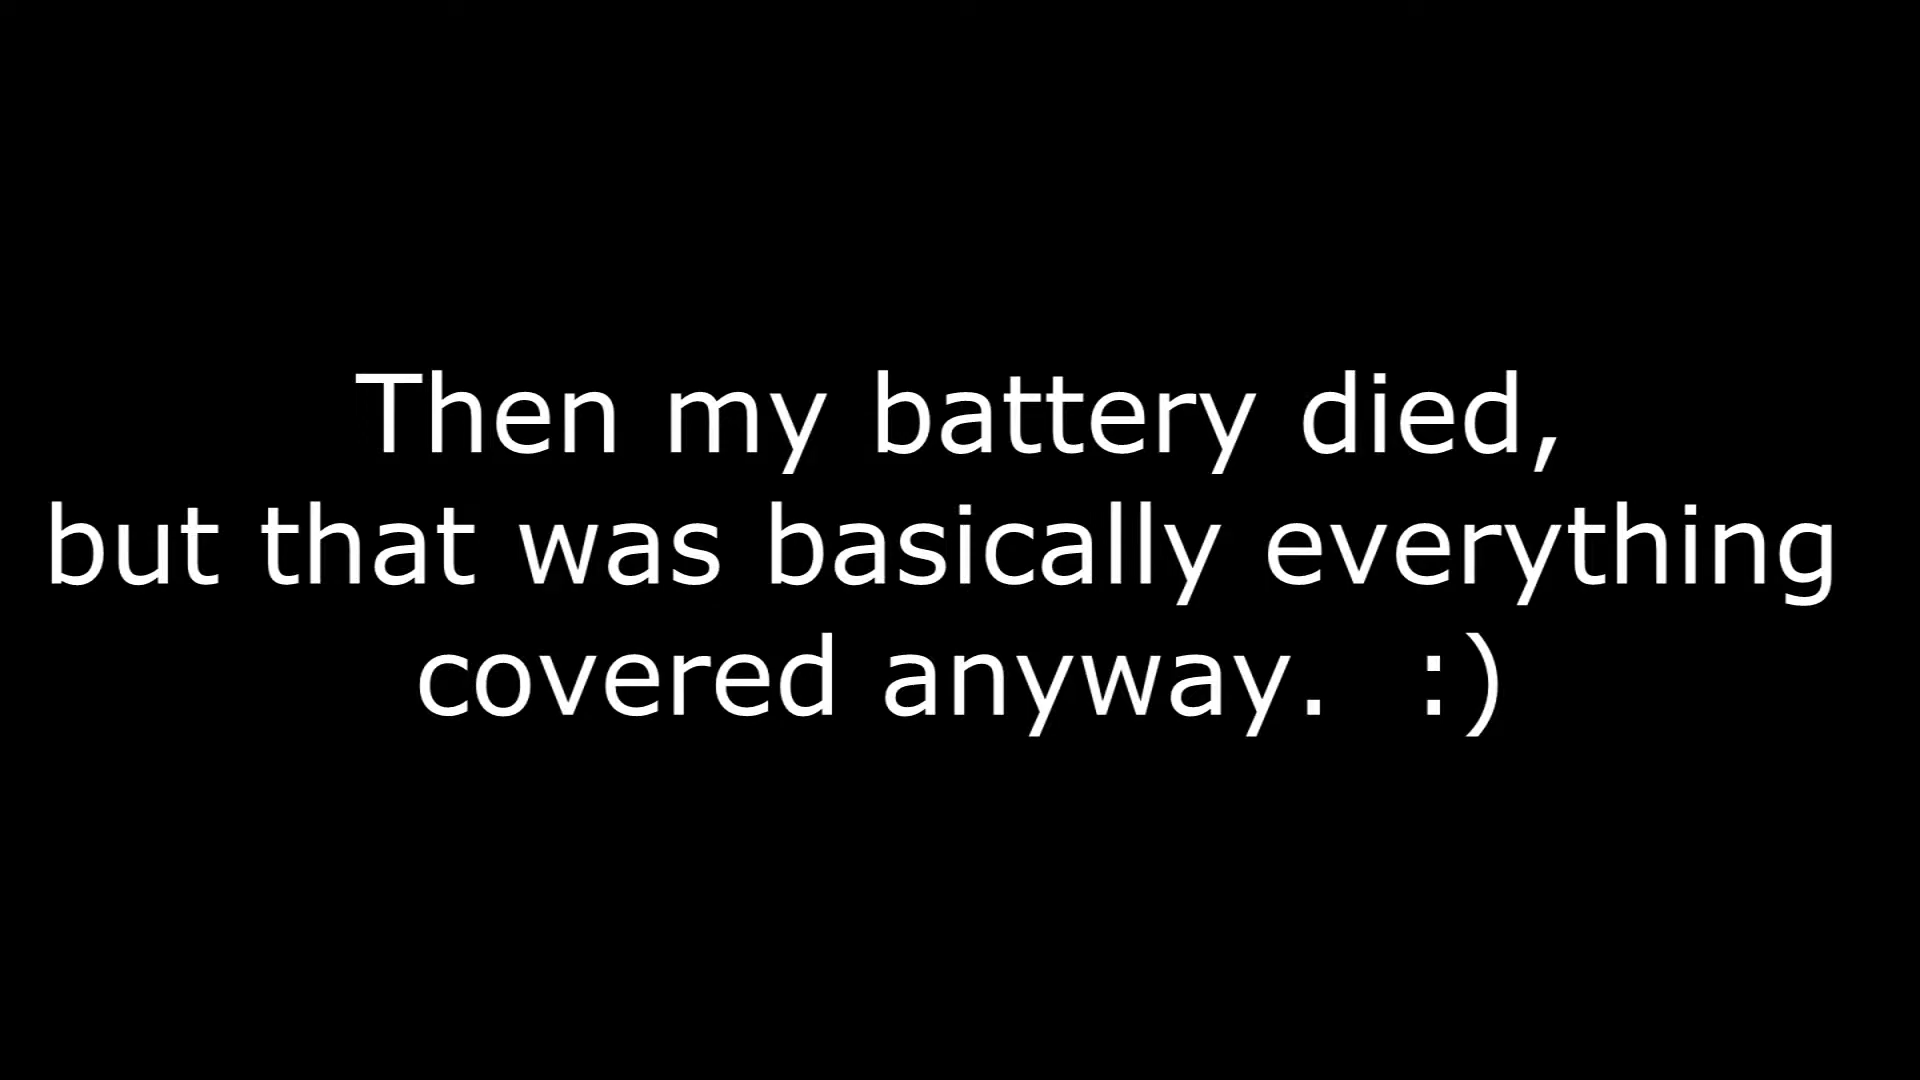 Then my battery died,
but that was basically everything
covered anyway.  :)